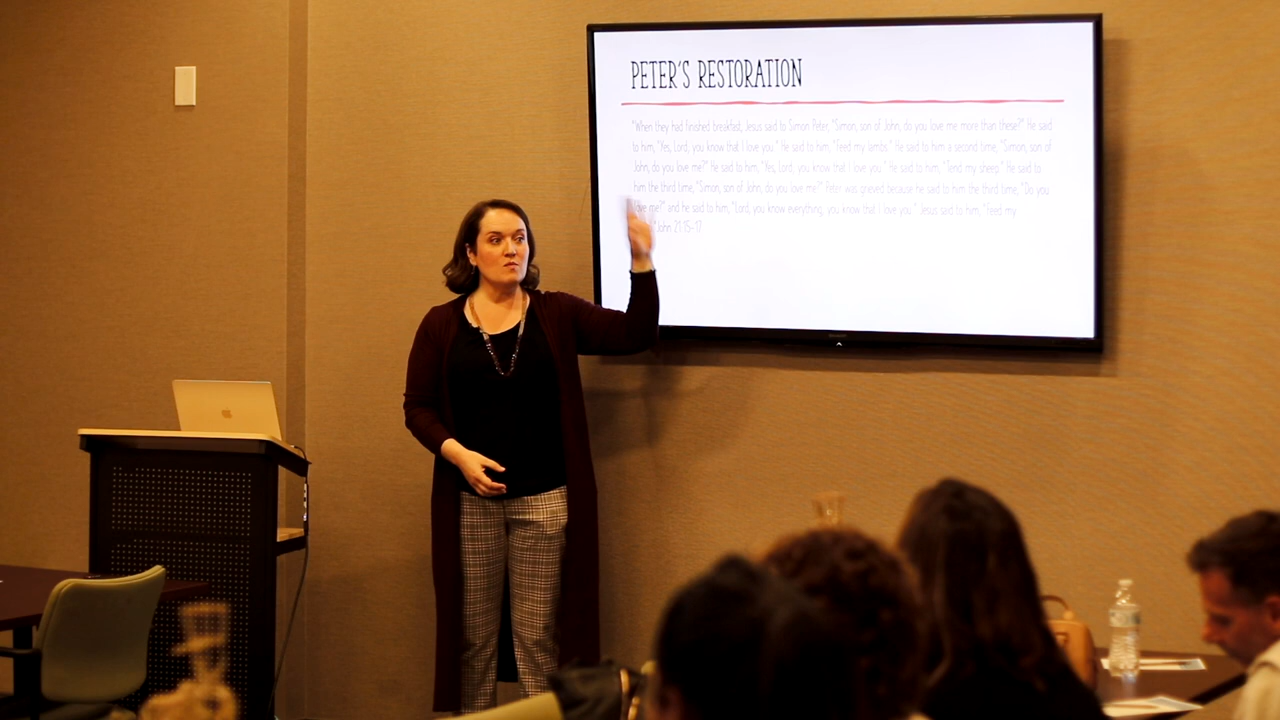 PETER'S RESTORATION
"When they had finished breakfast, Jesus said to Simon Peter, "Simon, son of John, do you love me more than these?" He said
to him, "Yes, Lord; you know that I love you." He said to him, "Feed my lambs." He said to him a second time, "Simon, son of
John, do you love me?" He said to him, "Yes, Lord; you know that I love you." He said to him, "Tend my sheep." He said to
him the third time, "Simon, son of John, do you love me?" Peter was grieved because he said to him the third time, "Do you
love me?" and he said to him, "Lord, you know everything; you know that I love you." Jesus said to him, "Feed my
John 21:15-17